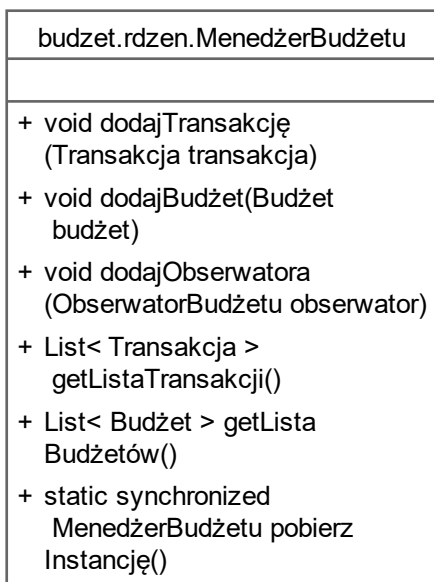 budzet.rdzen.MenedżerBudżetu
+ void dodajTransakcję
(Transakcja transakcja)
+ void dodajBudżet(Budżet
budżet)
+ void dodajObserwatora
(ObserwatorBudżetu obserwator)
+ List< Transakcja >
getListaTransakcji()
+ List< Budżet > getLista
Budżetów()
+ static synchronized
MenedżerBudżetu pobierz
Instancję()